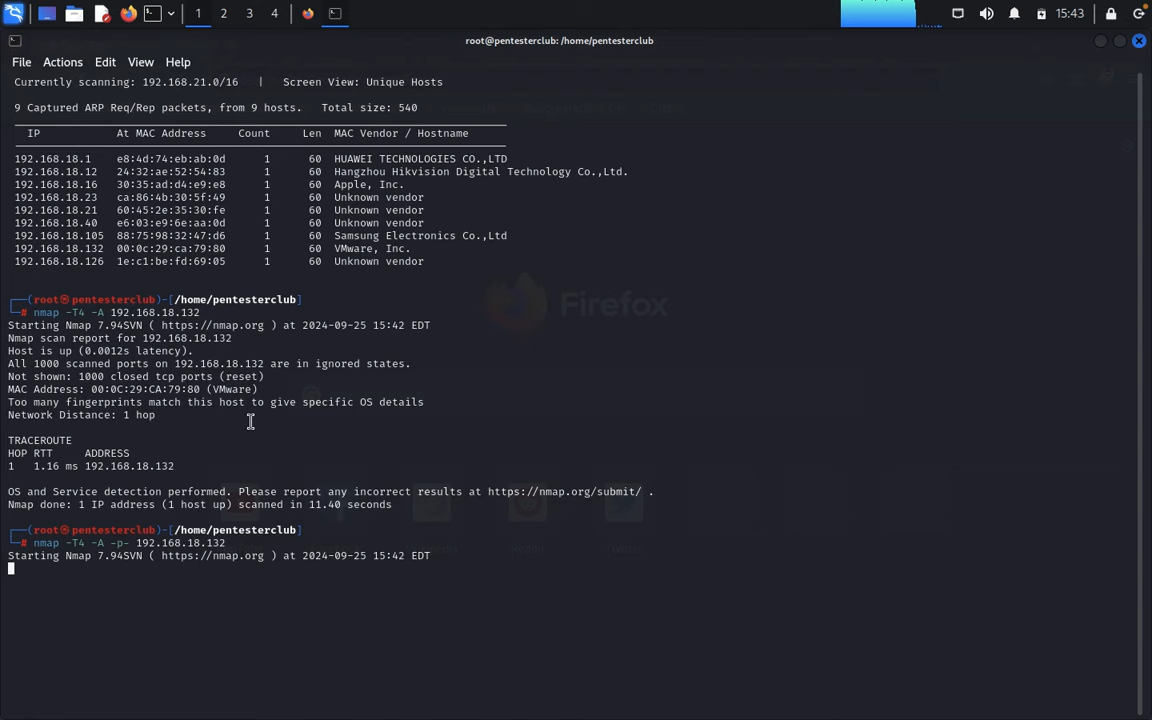 1 2 3 4 15:43
root@pentesterclub: /home/pentesterclub
File Actions Edit View Help
Currently scanning: 192.168.21.0/16 | Screen View: Unique Hosts
9 Captured ARP Req/Rep packets, from 9 hosts. Total size: 540
IP At MAC Address Count Len MAC Vendor / Hostname
192.168.18.1 e8:4d:74:eb:ab:0d 1 60 HUAWEI TECHNOLOGIES CO.,LTD
192.168.18.12 24:32:ae:52:54:83 1 60 Hangzhou Hikvision Digital Technology Co.,Ltd.
192.168.18.16 30:35:ad:d4:e9:e8 1 60 Apple, Inc.
192.168.18.23 ca:86:4b:30:5f:49 1 60 Unknown vendor
192.168.18.21 60:45:2e:35:30:fe 1 60 Unknown vendor
192.168.18.40 e6:03:e9:6e:aa:0d 1 60 Unknown vendor
192.168.18.105 88:75:98:32:47:d6 1 60 Samsung Electronics Co.,Ltd
192.168.18.132 00:0c:29:ca:79:80 1 60 VMware, Inc.
192.168.18.126 1e:c1:be:fd:69:05 1 60 Unknown vendor
┌──(root㉿pentesterclub)-[/home/pentesterclub]
└─# nmap -T4 -A 192.168.18.132
Starting Nmap 7.94SVN ( https://nmap.org ) at 2024-09-25 15:42 EDT
Nmap scan report for 192.168.18.132
Host is up (0.0012s latency).
All 1000 scanned ports on 192.168.18.132 are in ignored states.
Not shown: 1000 closed tcp ports (reset)
MAC Address: 00:0C:29:CA:79:80 (VMware)
Too many fingerprints match this host to give specific OS details
Network Distance: 1 hop
TRACEROUTE
HOP RTT ADDRESS
1 1.16 ms 192.168.18.132
OS and Service detection performed. Please report any incorrect results at https://nmap.org/submit/ .
Nmap done: 1 IP address (1 host up) scanned in 11.40 seconds
┌──(root㉿pentesterclub)-[/home/pentesterclub]
└─# nmap -T4 -A -p- 192.168.18.132
Starting Nmap 7.94SVN ( https://nmap.org ) at 2024-09-25 15:42 EDT
Firefox